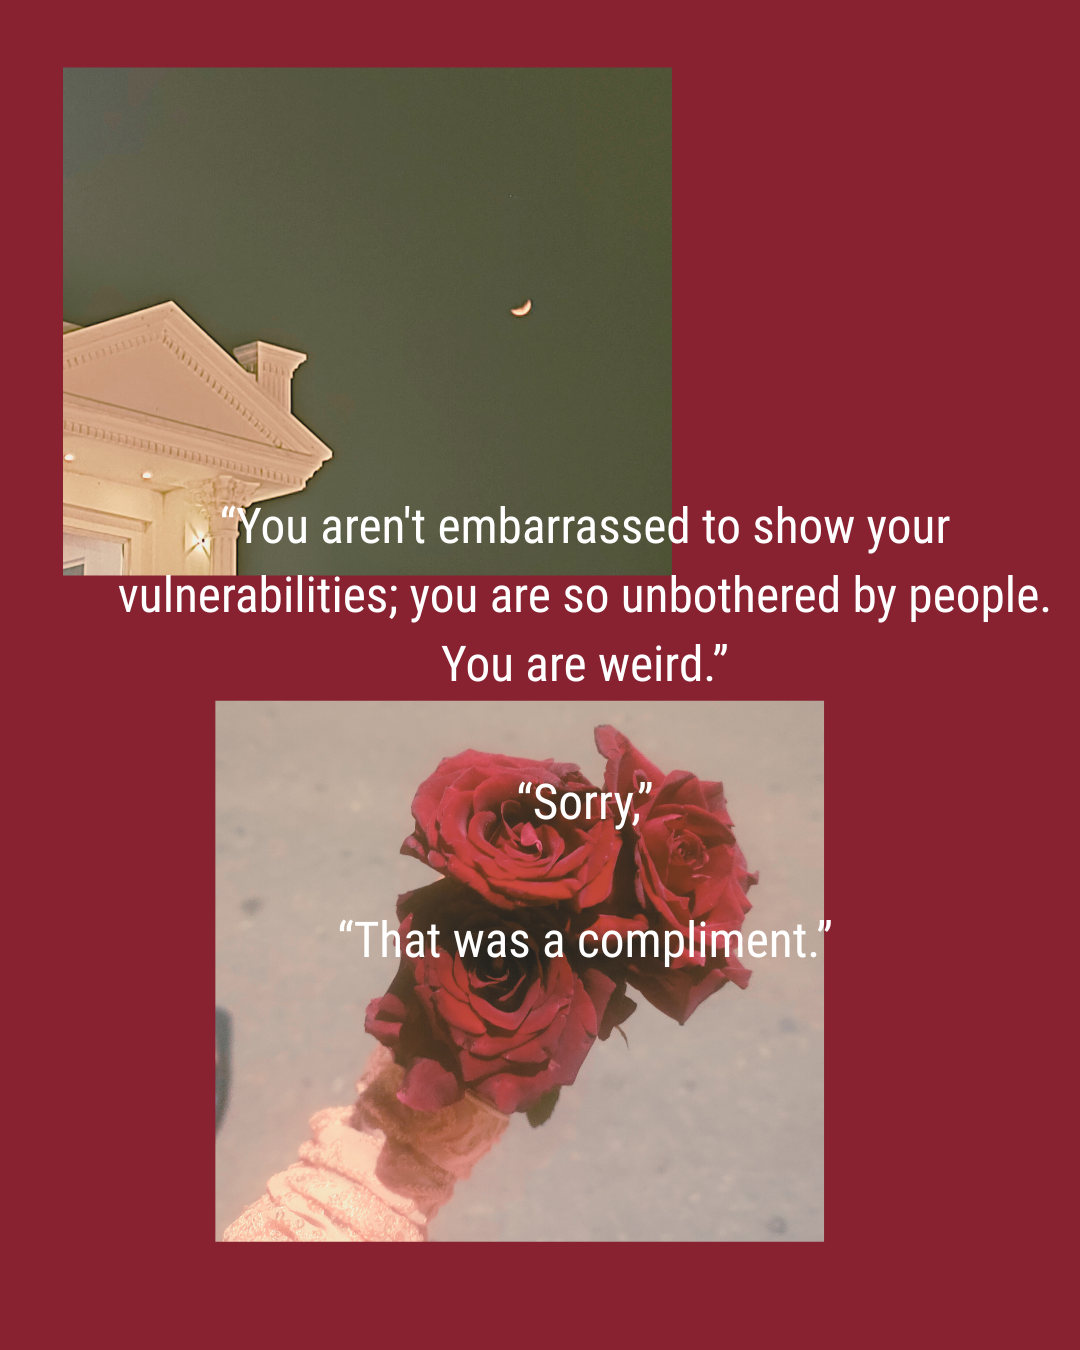 “You aren't embarrassed to show your
vulnerabilities; you are so unbothered by people.
You are weird.”
“Sorry,”
“That was a compliment.”